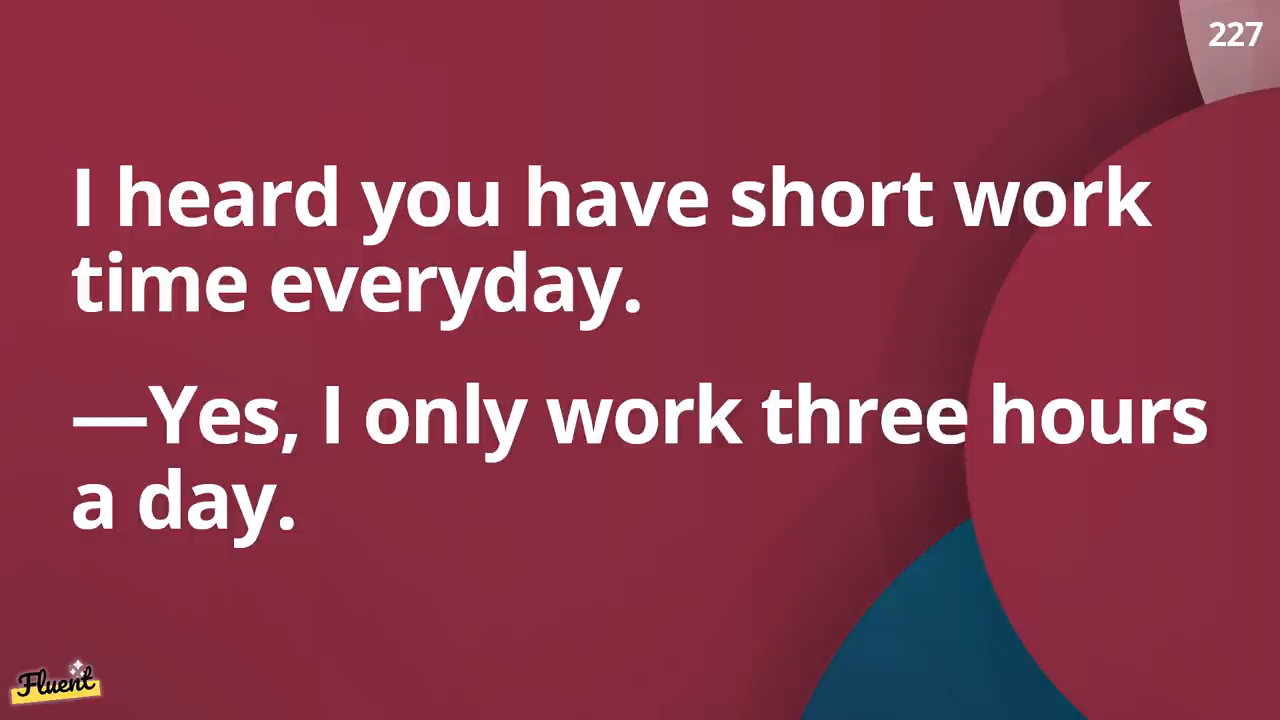 227
I heard you have short work
time everyday.
—Yes, I only work three hours
a day.
Fluent